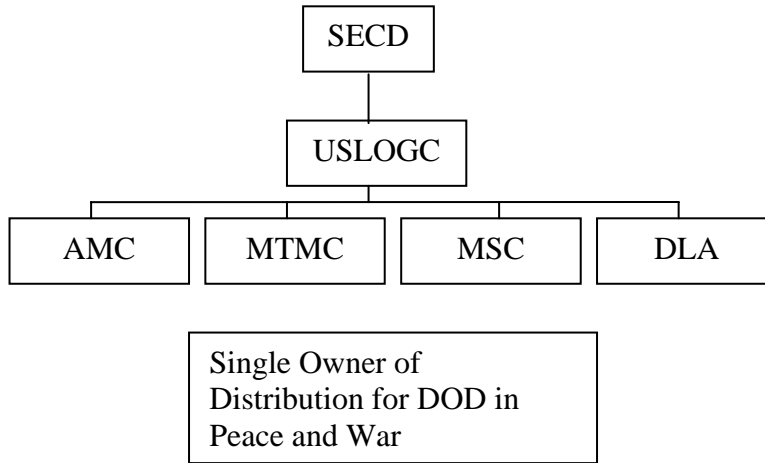 SECD
USLOGC
AMC MTMC MSC DLA
Single Owner of
Distribution for DOD in
Peace and War